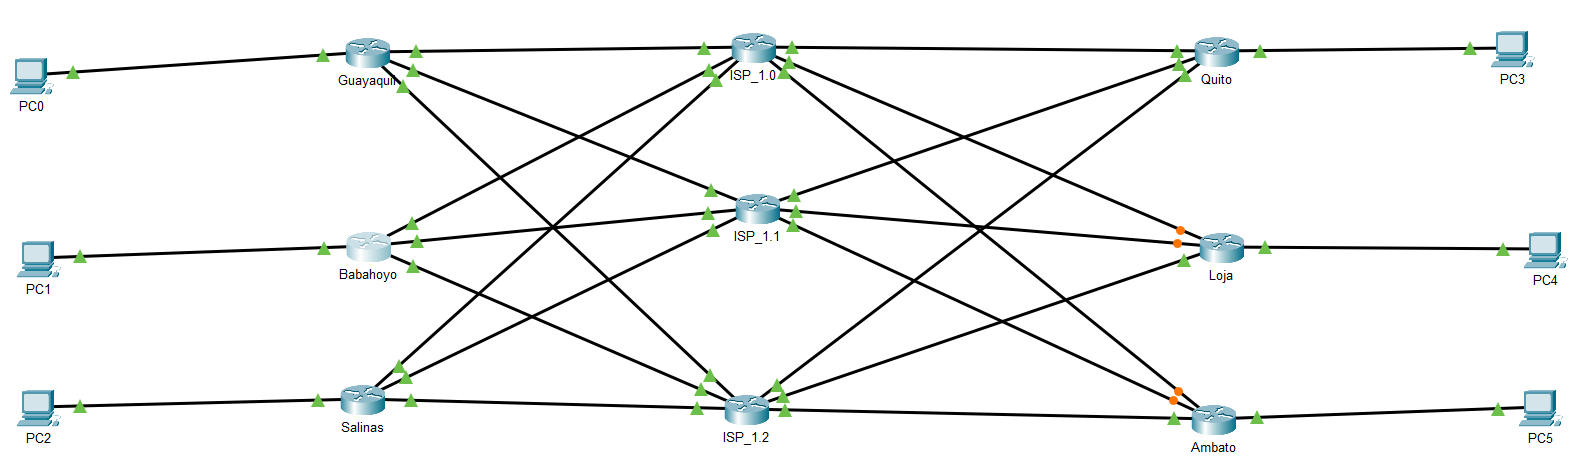 PC0
Guayaquil
ISP_1.0
Quito
PC3
PC1
Babahoyo
ISP_1.1
Loja
PC4
PC2
Salinas
ISP_1.2
Ambato
PC5